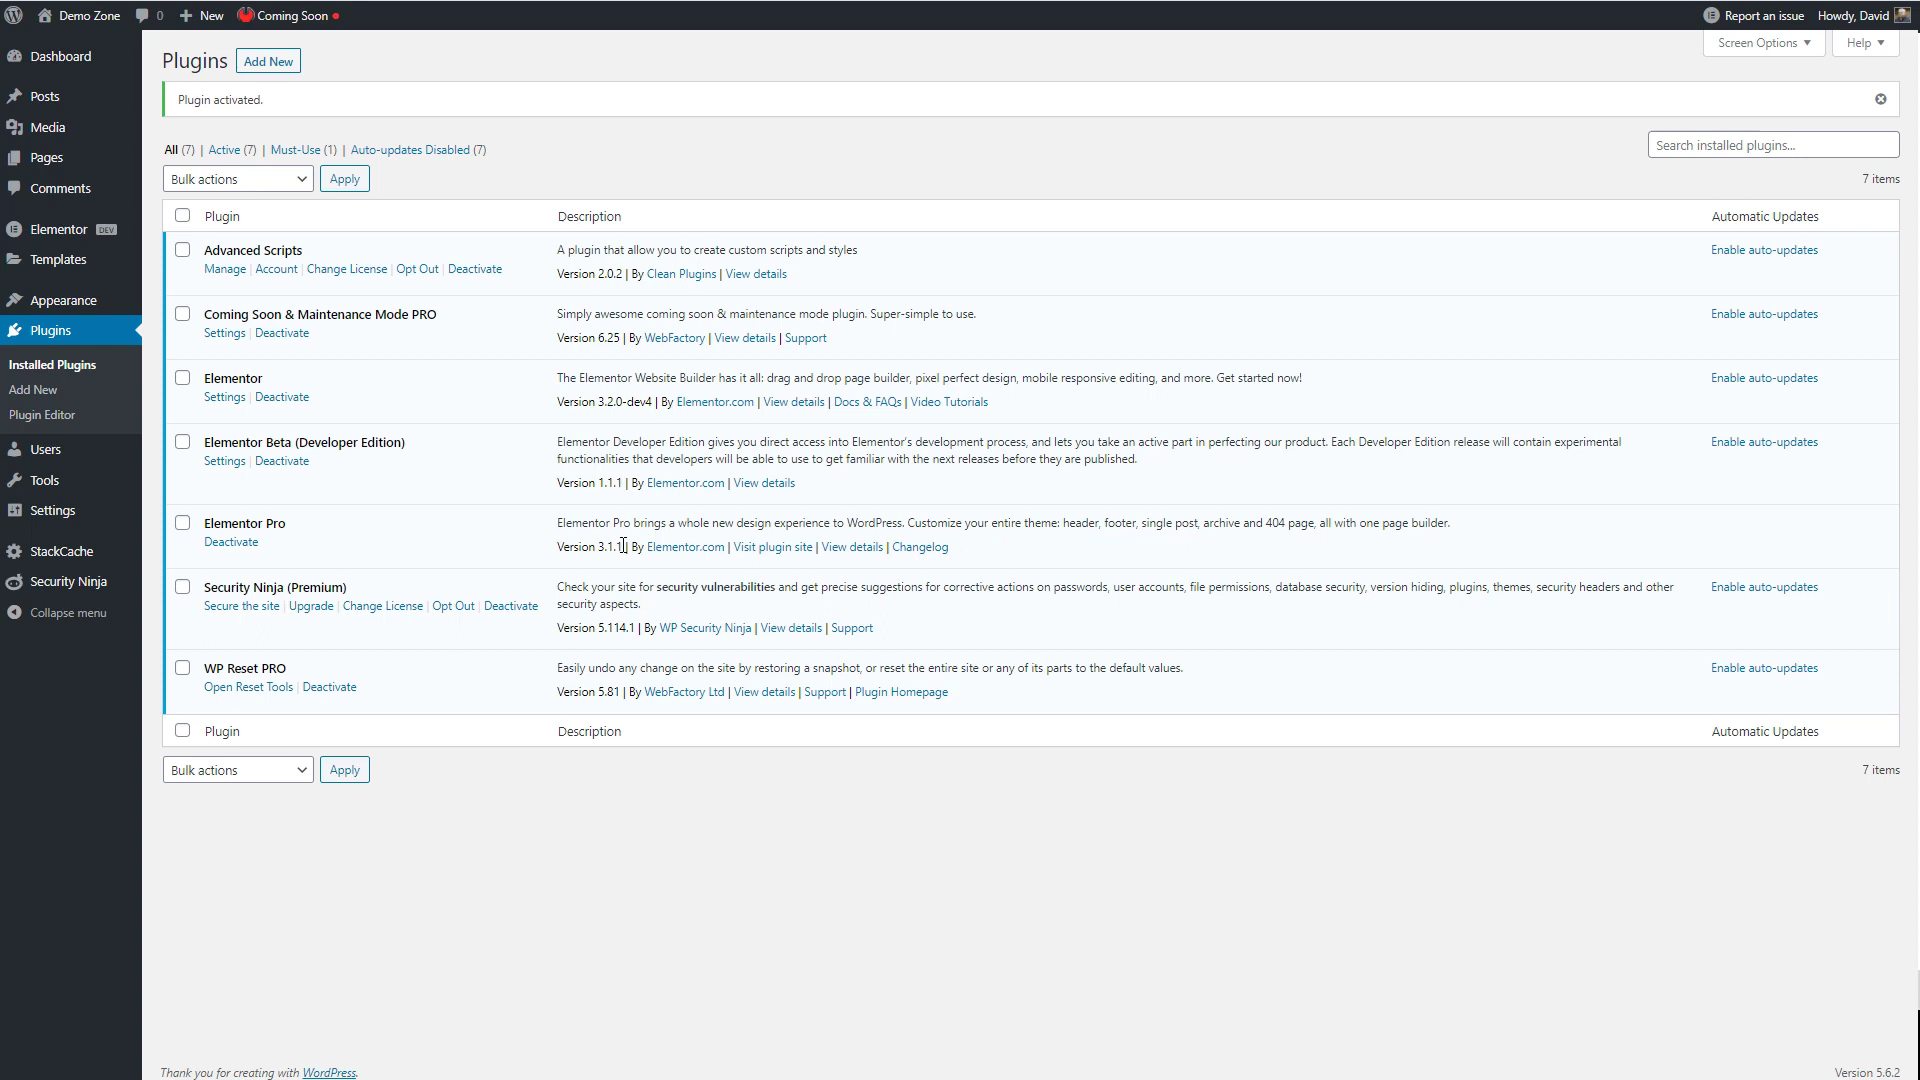 Demo Zone 0 New Coming Soon Report an issue Howdy, David
Screen Options Help
Dashboard
Posts
Media
Pages
Comments
Elementor DEV
Templates
Appearance
Plugins
Installed Plugins
Add New
Plugin Editor
Users
Tools
Settings
StackCache
Security Ninja
Collapse menu
Plugins Add New
Plugin activated.
All (7) | Active (7) | Must-Use (1) | Auto-updates Disabled (7)
Search installed plugins...
Bulk actions Apply 7 items
Plugin Description Automatic Updates
Advanced Scripts
Manage | Account | Change License | Opt Out | Deactivate
A plugin that allow you to create custom scripts and styles
Version 2.0.2 | By Clean Plugins | View details
Enable auto-updates
Coming Soon & Maintenance Mode PRO
Settings | Deactivate
Simply awesome coming soon & maintenance mode plugin. Super-simple to use.
Version 6.25 | By WebFactory | View details | Support
Enable auto-updates
Elementor
Settings | Deactivate
The Elementor Website Builder has it all: drag and drop page builder, pixel perfect design, mobile responsive editing, and more. Get started now!
Version 3.2.0-dev4 | By Elementor.com | View details | Docs & FAQs | Video Tutorials
Enable auto-updates
Elementor Beta (Developer Edition)
Settings | Deactivate
Elementor Developer Edition gives you direct access into Elementor's development process, and lets you take an active part in perfecting our product. Each Developer Edition release will contain experimental
functionalities that developers will be able to use to get familiar with the next releases before they are published.
Version 1.1.1 | By Elementor.com | View details
Enable auto-updates
Elementor Pro
Deactivate
Elementor Pro brings a whole new design experience to WordPress. Customize your entire theme: header, footer, single post, archive and 404 page, all with one page builder.
Version 3.1.1 | By Elementor.com | Visit plugin site | View details | Changelog
Security Ninja (Premium)
Secure the site | Upgrade | Change License | Opt Out | Deactivate
Check your site for security vulnerabilities and get precise suggestions for corrective actions on passwords, user accounts, file permissions, database security, version hiding, plugins, themes, security headers and other
security aspects.
Version 5.114.1 | By WP Security Ninja | View details | Support
Enable auto-updates
WP Reset PRO
Open Reset Tools | Deactivate
Easily undo any change on the site by restoring a snapshot, or reset the entire site or any of its parts to the default values.
Version 5.81 | By WebFactory Ltd | View details | Support | Plugin Homepage
Enable auto-updates
Plugin Description Automatic Updates
Bulk actions Apply 7 items
Thank you for creating with WordPress. Version 5.6.2